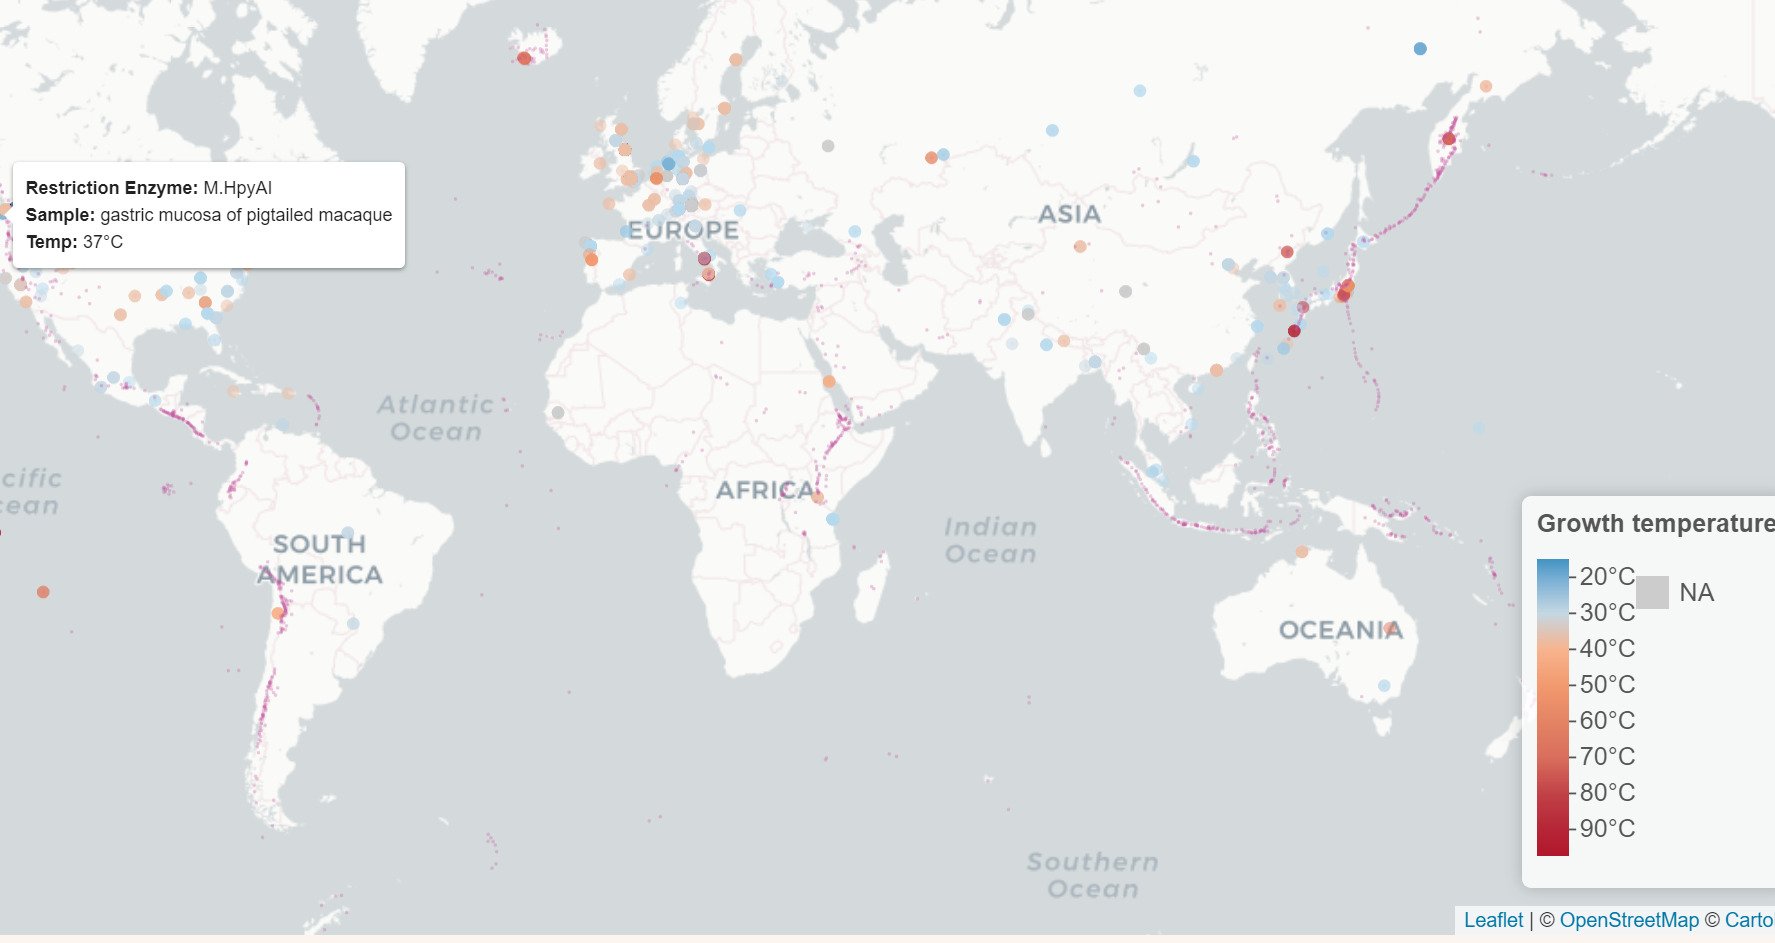 Restriction Enzyme: M.HpyAI
Sample: gastric mucosa of pigtailed macaque
Temp: 37°C
EUROPE
ASIA
Atlantic
Ocean
cific
cean
AFRICA
SOUTH
AMERICA
Indian
Ocean
OCEANIA
Southern
Ocean
Growth temperature
20°C
30°C
40°C
50°C
60°C
70°C
80°C
90°C
NA
Leaflet | © OpenStreetMap © Carto